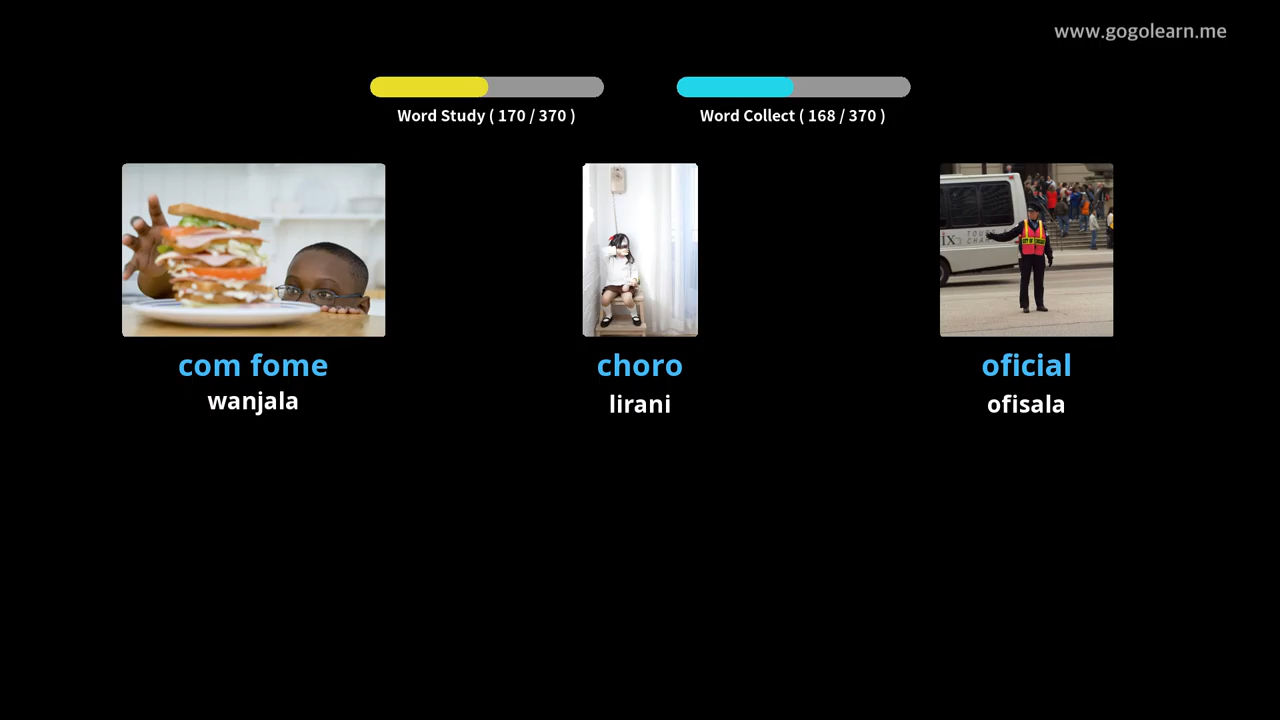 www.gogolearn.me
Word Study ( 170 / 370 )
Word Collect ( 168 / 370 )
com fome
wanjala
choro
lirani
oficial
ofisala